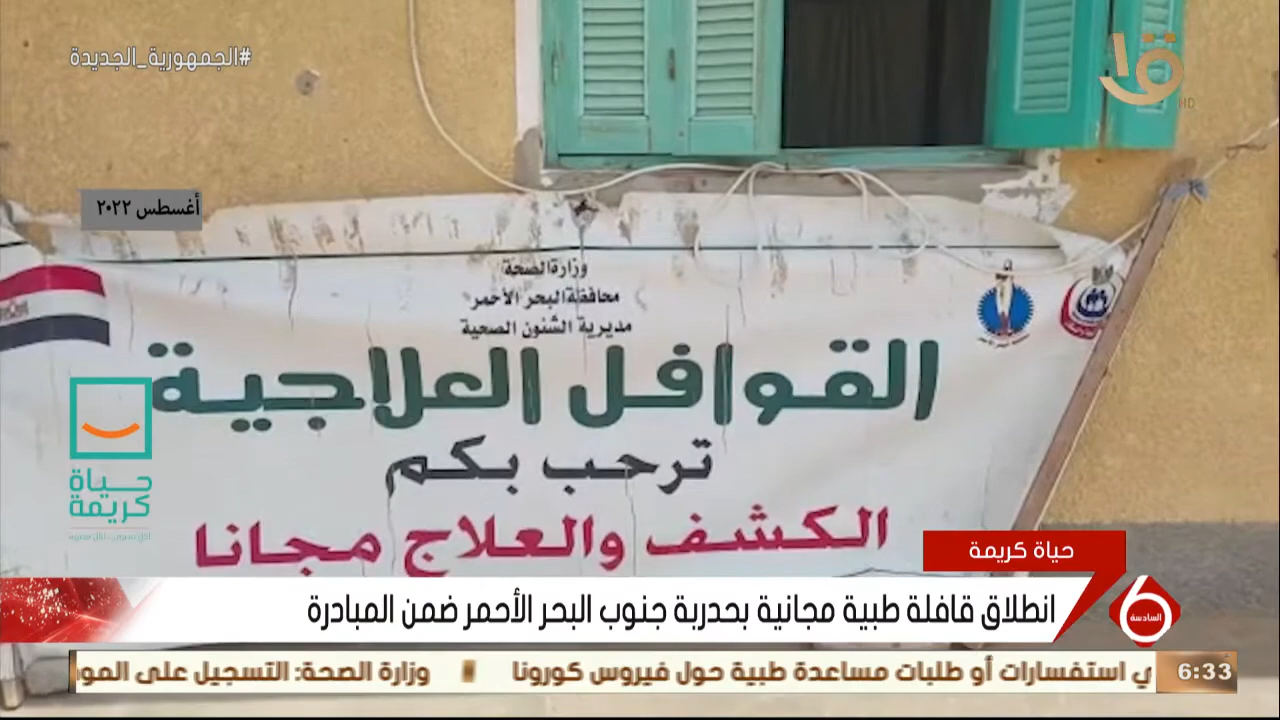 #الجمهورية_الجديدة
HD
أغسطس ٢٠٢٢
وزارة الصحة
محافظة البحر الأحمر
مديرية الشئون الصحية
القوافل العلاجية
ترحب بكم
الكشف والعلاج مجانا
حياة
كريمة
حياة كريمة
انطلاق قافلة طبية مجانية بحدربة جنوب البحر الأحمر ضمن المبادرة
السادسة
6:33
ي استفسارات أو طلبات مساعدة طبية حول فيروس كورونا
وزارة الصحة: التسجيل على